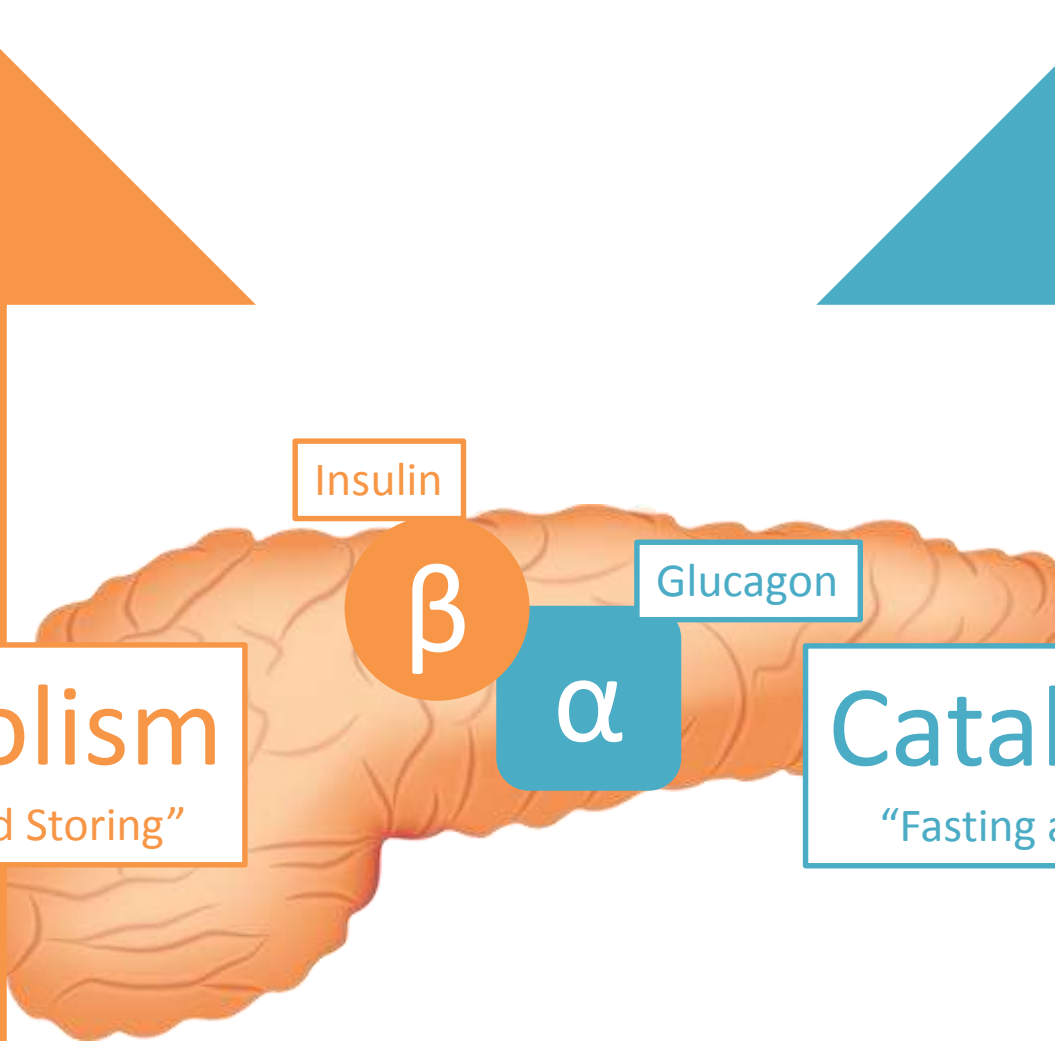 Insulin
β
Glucagon
α
olism
d Storing”
Catal
“Fasting a